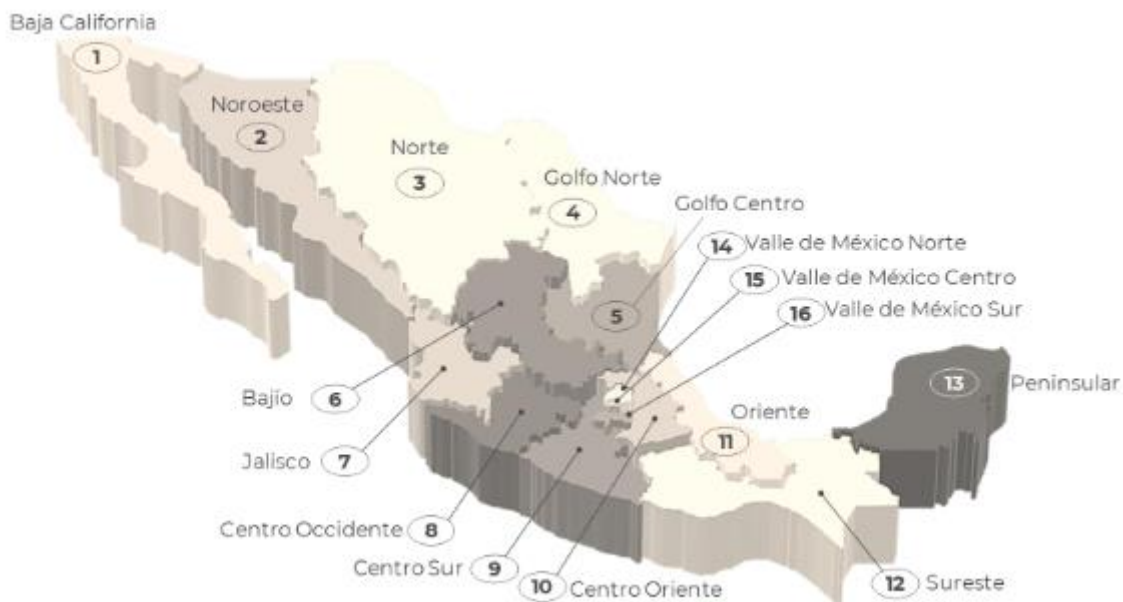 Baja California
1
Noroeste
2
Norte
3
Golfo Norte
4
Golfo Centro
5
14 Valle de México Norte
15 Valle de México Centro
16 Valle de México Sur
13 Peninsular
Oriente
11
Bajío 6
Jalisco 7
Centro Occidente 8
Centro Sur 9
10 Centro Oriente
12 Sureste